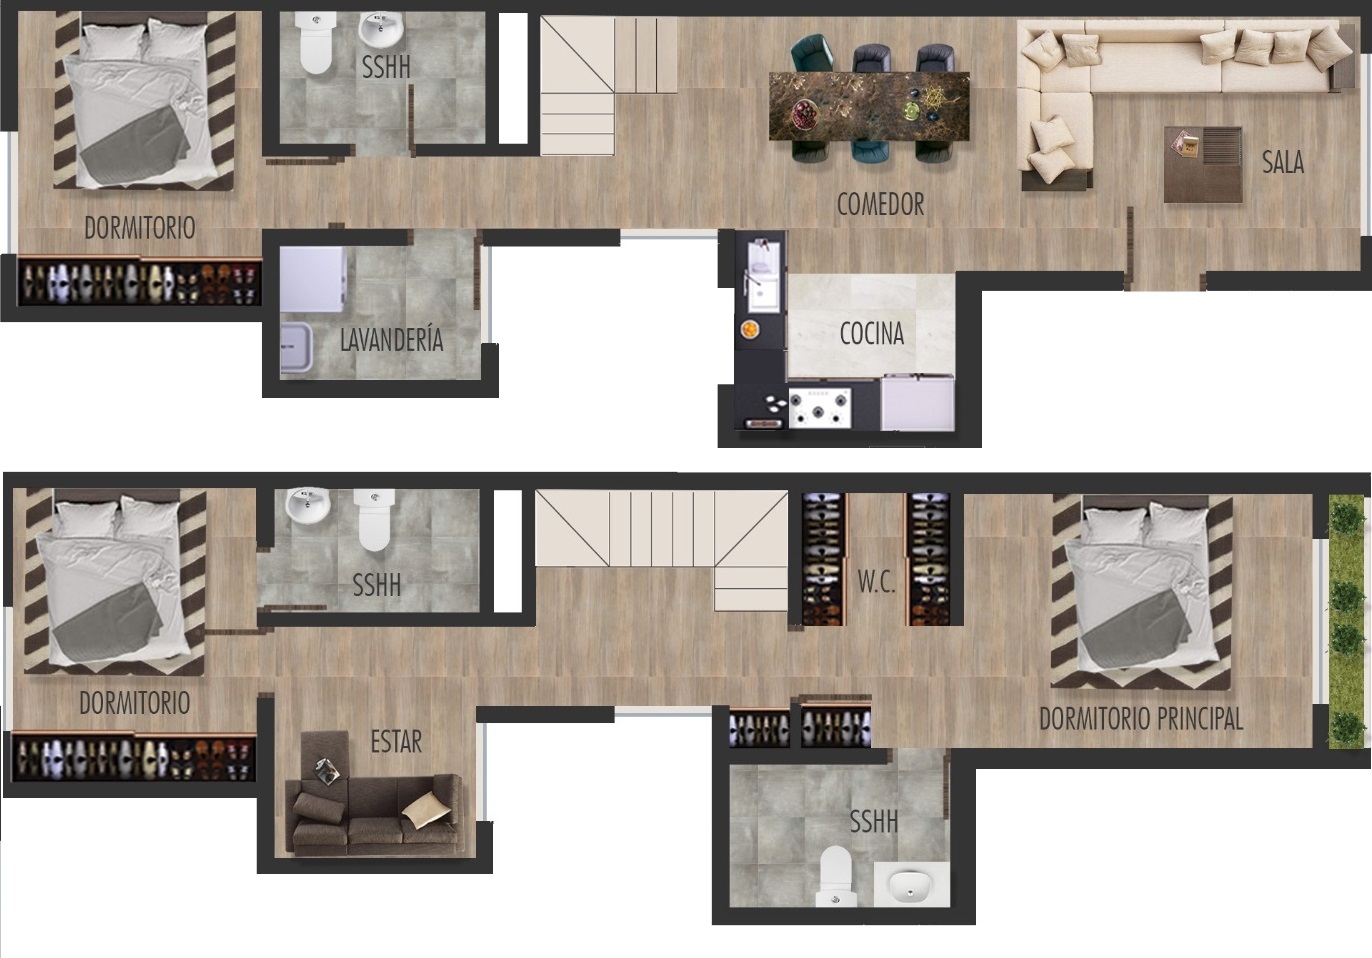 SSHH
DORMITORIO
COMEDOR
SALA
LAVANDERÍA
COCINA
SSHH
W.C.
DORMITORIO
ESTAR
DORMITORIO PRINCIPAL
SSHH